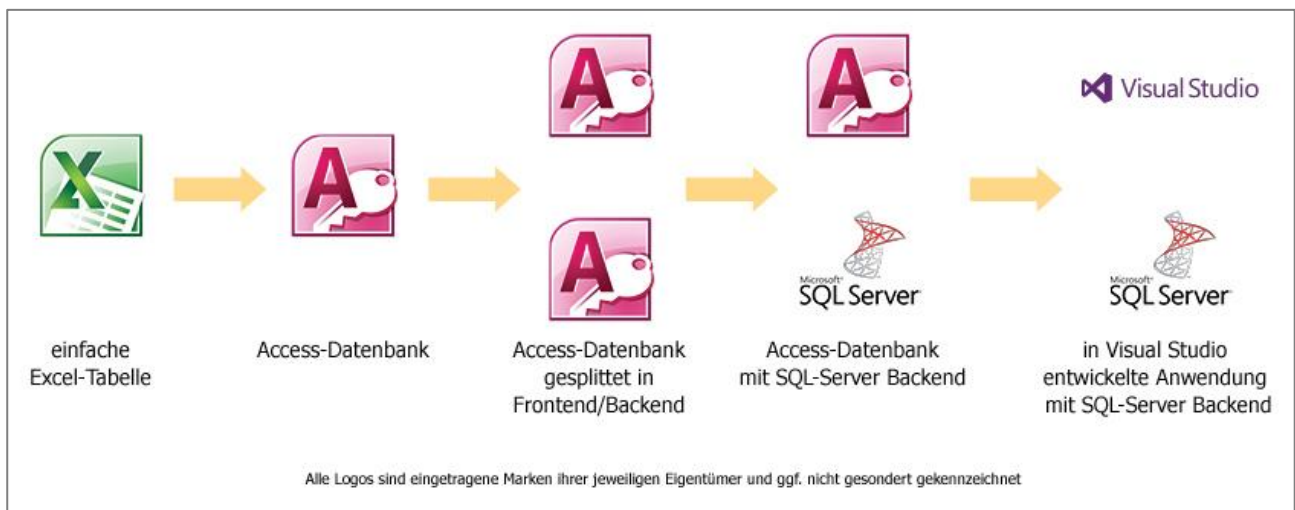 Visual Studio
Microsoft®
SQL Server
Microsoft®
SQL Server
einfache
Excel-Tabelle
Access-Datenbank
Access-Datenbank
gesplittet in
Frontend/Backend
Access-Datenbank
mit SQL-Server Backend
in Visual Studio
entwickelte Anwendung
mit SQL-Server Backend
Alle Logos sind eingetragene Marken ihrer jeweiligen Eigentümer und ggf. nicht gesondert gekennzeichnet